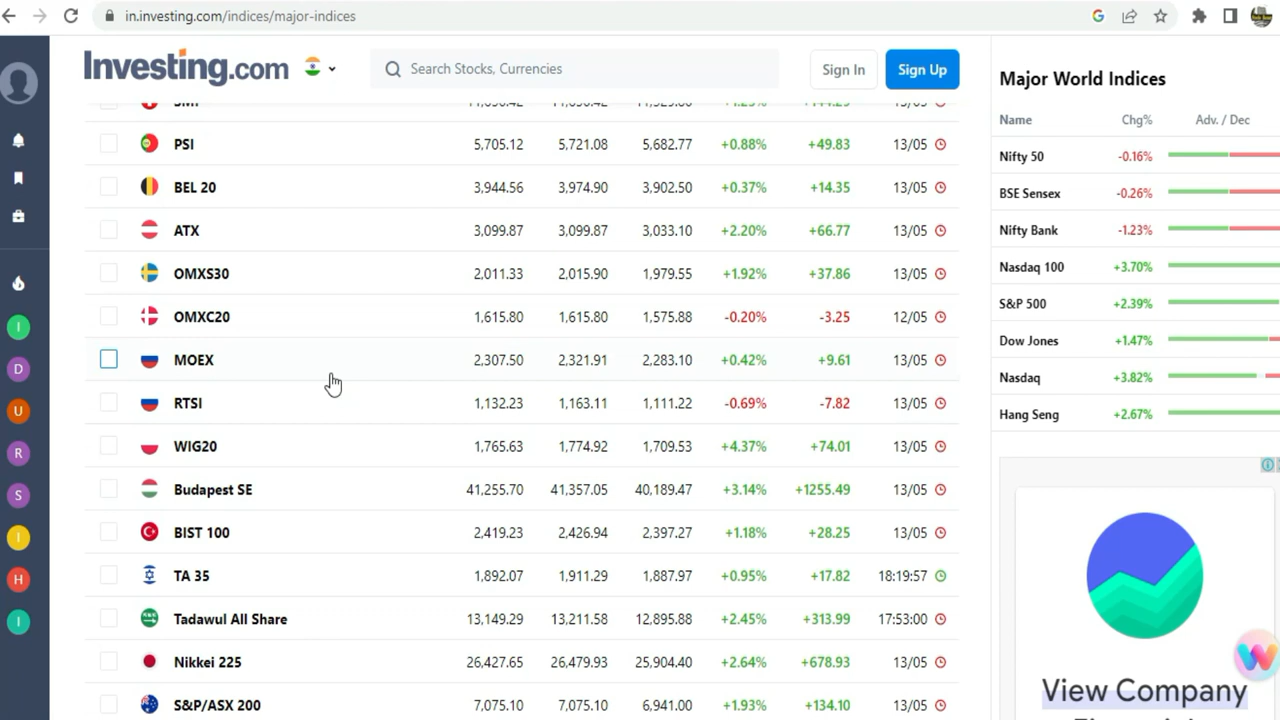 in.investing.com/indices/major-indices
Investing.com
Search Stocks, Currencies
Sign In
Sign Up
PSI 5,705.12 5,721.08 5,682.77 +0.88% +49.83 13/05
BEL 20 3,944.56 3,974.90 3,902.50 +0.37% +14.35 13/05
ATX 3,099.87 3,099.87 3,033.10 +2.20% +66.77 13/05
OMXS30 2,011.33 2,015.90 1,979.55 +1.92% +37.86 13/05
OMXC20 1,615.80 1,615.80 1,575.88 -0.20% -3.25 12/05
MOEX 2,307.50 2,321.91 2,283.10 +0.42% +9.61 13/05
RTSI 1,132.23 1,163.11 1,111.22 -0.69% -7.82 13/05
WIG20 1,765.63 1,774.92 1,709.53 +4.37% +74.01 13/05
Budapest SE 41,255.70 41,357.05 40,189.47 +3.14% +1255.49 13/05
BIST 100 2,419.23 2,426.94 2,397.27 +1.18% +28.25 13/05
TA 35 1,892.07 1,911.29 1,887.97 +0.95% +17.82 18:19:57
Tadawul All Share 13,149.29 13,211.58 12,895.88 +2.45% +313.99 17:53:00
Nikkei 225 26,427.65 26,479.93 25,904.40 +2.64% +678.93 13/05
S&P/ASX 200 7,075.10 7,075.10 6,941.00 +1.93% +134.10 13/05
I
D
U
R
S
I
H
I
Major World Indices
Name Chg% Adv. / Dec
Nifty 50 -0.16%
BSE Sensex -0.26%
Nifty Bank -1.23%
Nasdaq 100 +3.70%
S&P 500 +2.39%
Dow Jones +1.47%
Nasdaq +3.82%
Hang Seng +2.67%
View Company